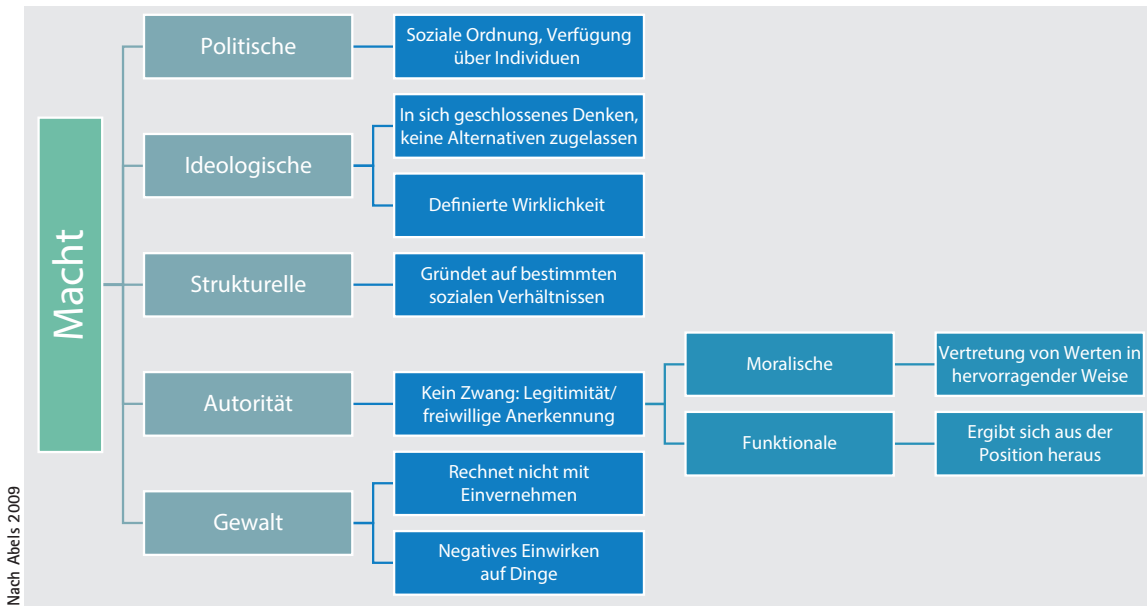 Macht
Politische
Soziale Ordnung, Verfügung
über Individuen
Ideologische
In sich geschlossenes Denken,
keine Alternativen zugelassen
Definierte Wirklichkeit
Strukturelle
Gründet auf bestimmten
sozialen Verhältnissen
Autorität
Kein Zwang: Legitimität/
freiwillige Anerkennung
Moralische
Vertretung von Werten in
hervorragender Weise
Funktionale
Ergibt sich aus der
Position heraus
Gewalt
Rechnet nicht mit
Einvernehmen
Negatives Einwirken
auf Dinge
Nach Abels 2009